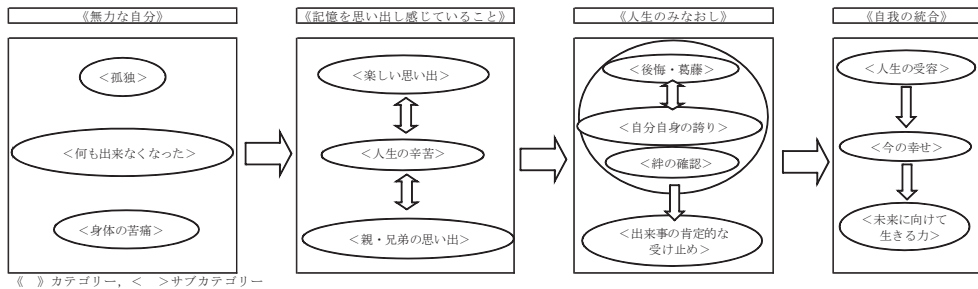 《無力な自分》
＜孤独＞
＜何も出来なくなった＞
＜身体の苦痛＞
《記憶を思い出し感じていること》
＜楽しい思い出＞
＜人生の辛苦＞
＜親・兄弟の思い出＞
《人生のみなおし》
＜後悔・葛藤＞
＜自分自身の誇り＞
＜絆の確認＞
＜出来事の肯定的な
受け止め＞
《自我の統合》
＜人生の受容＞
＜今の幸せ＞
＜未来に向けて
生きる力＞
《　》カテゴリー，＜　＞サブカテゴリー